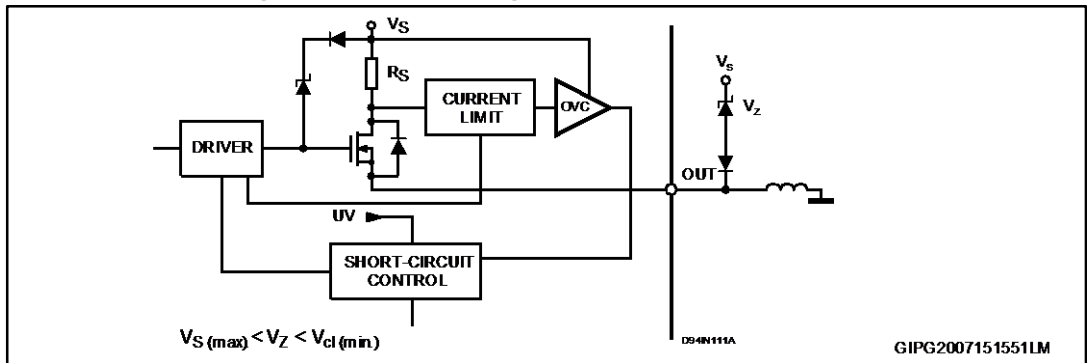 VS
RS
CURRENT
LIMIT
OVC
VS
VZ
DRIVER
OUT
UV
SHORT-CIRCUIT
CONTROL
VS (max) < VZ < Vcl (min.)
D94IN111A
GIPG2007151551LM